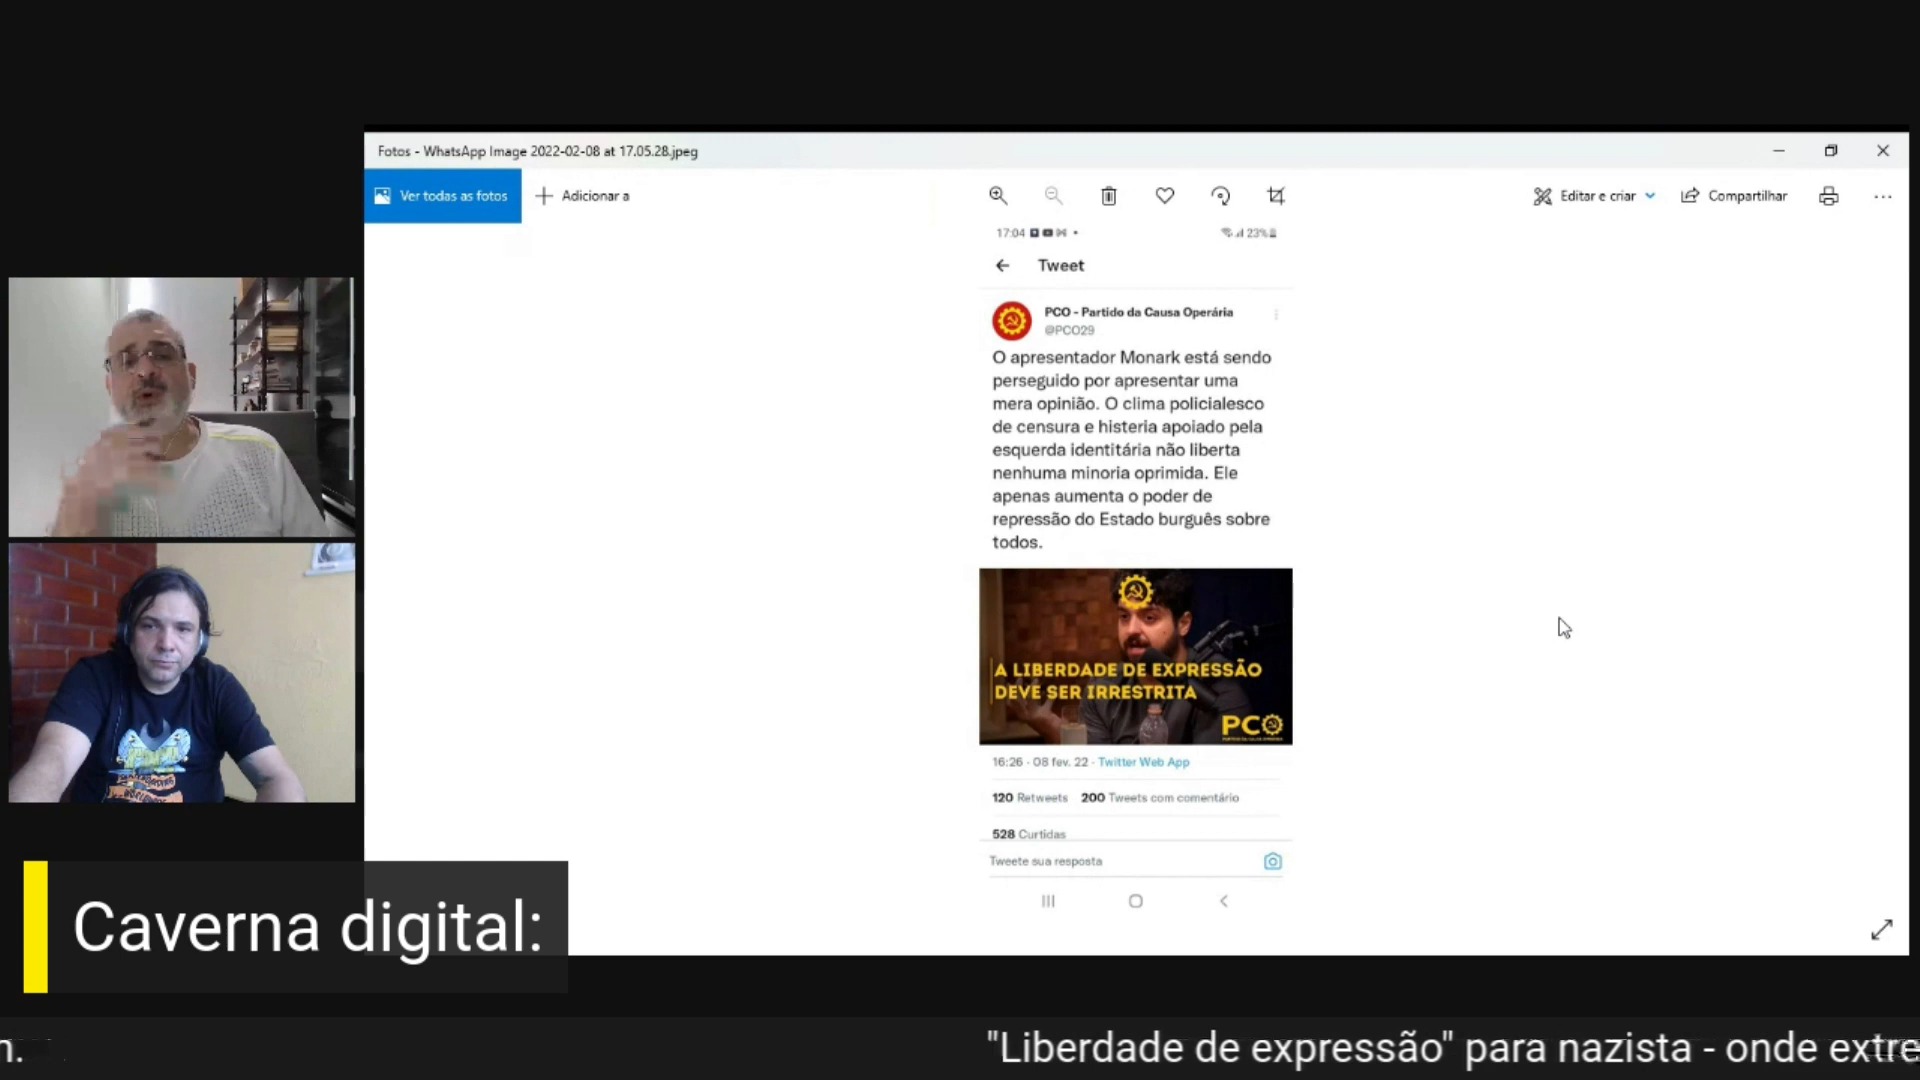 Fotos - WhatsApp Image 2022-02-08 at 17.05.28.jpeg
Ver todas as fotos
Adicionar a
Editar e criar
Compartilhar
17:04
23%
Tweet
PCO - Partido da Causa Operária
@PCO29
O apresentador Monark está sendo
perseguido por apresentar uma
mera opinião. O clima policialesco
de censura e histeria apoiado pela
esquerda identitária não liberta
nenhuma minoria oprimida. Ele
apenas aumenta o poder de
repressão do Estado burguês sobre
todos.
A LIBERDADE DE EXPRESSÃO
DEVE SER IRRESTRITA
PCO
16:26 · 08 fev. 22 · Twitter Web App
120 Retweets 200 Tweets com comentário
528 Curtidas
Tweete sua resposta
Caverna digital:
"Liberdade de expressão" para nazista - onde extre